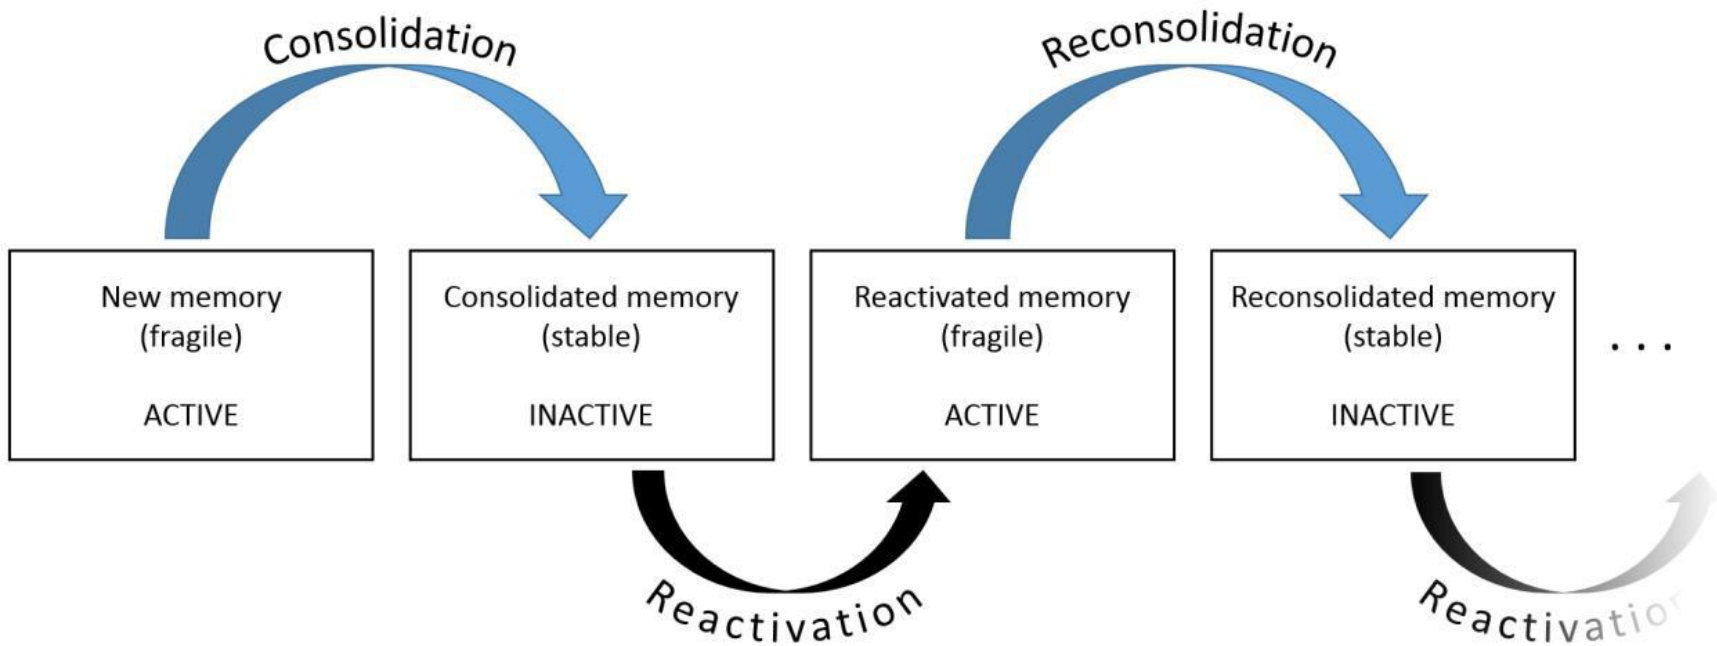 Consolidation
Reconsolidation
New memory
(fragile)
ACTIVE
Consolidated memory
(stable)
INACTIVE
Reactivated memory
(fragile)
ACTIVE
Reconsolidated memory
(stable)
INACTIVE
. . .
Reactivation
Reactivation